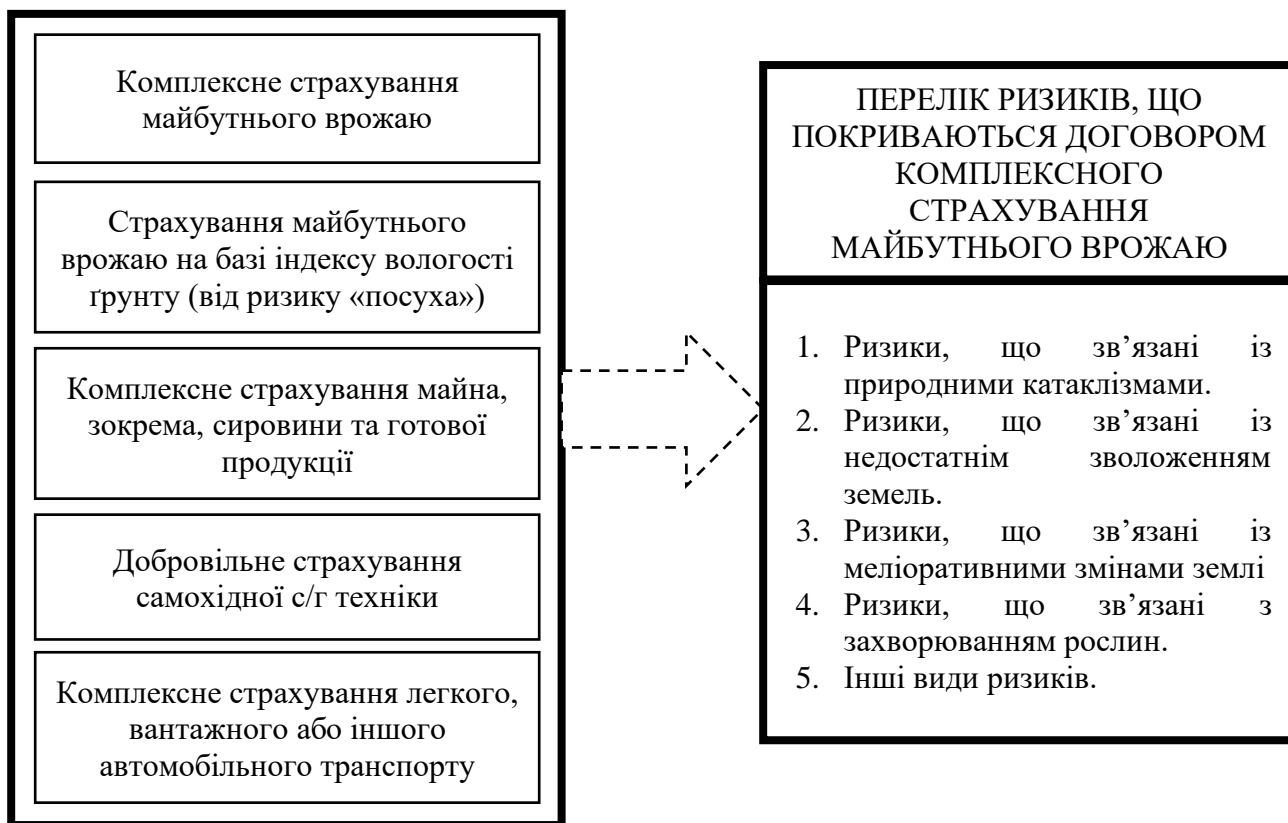 Комплексне страхування
майбутнього врожаю
Страхування майбутнього
врожаю на базі індексу вологості
ґрунту (від ризику «посуха»)
Комплексне страхування майна,
зокрема, сировини та готової
продукції
Добровільне страхування
самохідної с/г техніки
Комплексне страхування легкого,
вантажного або іншого
автомобільного транспорту
ПЕРЕЛІК РИЗИКІВ, ЩО
ПОКРИВАЮТЬСЯ ДОГОВОРОМ
КОМПЛЕКСНОГО
СТРАХУВАННЯ
МАЙБУТНЬОГО ВРОЖАЮ
1. Ризики, що зв’язані із
природними катаклізмами.
2. Ризики, що зв’язані із
недостатнім зволоженням
земель.
3. Ризики, що зв’язані із
меліоративними змінами землі
4. Ризики, що зв’язані з
захворюванням рослин.
5. Інші види ризиків.